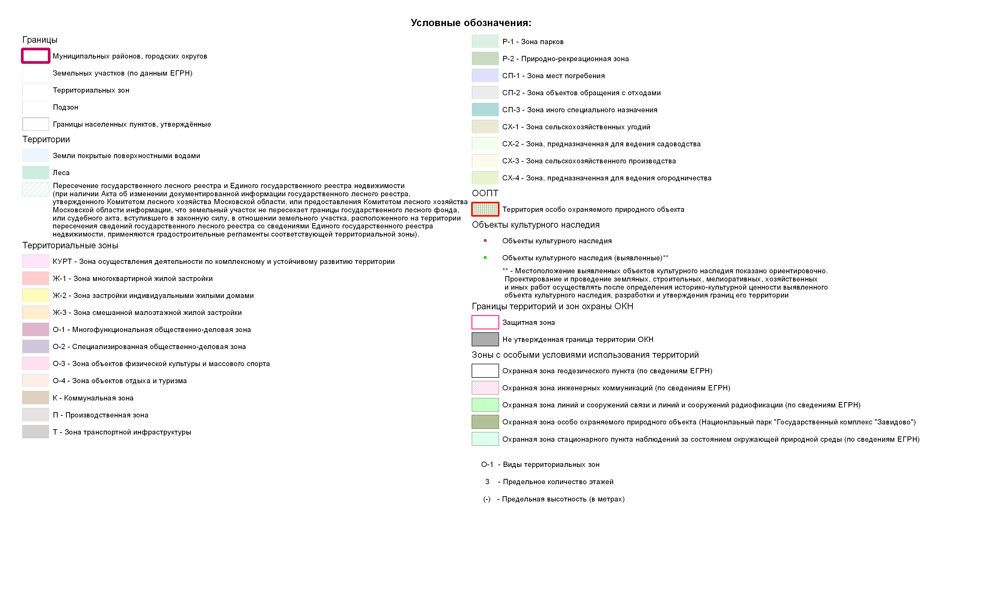 Условные обозначения:
Границы
Муниципальных районов, городских округов
Земельных участков (по данным ЕГРН)
Территориальных зон
Подзон
Границы населенных пунктов, утверждённые
Территории
Земли покрытые поверхностными водами
Леса
Пересечение государственного лесного реестра и Единого государственного реестра недвижимости
(при наличии Акта об изменении документированной информации государственного лесного реестра,
утвержденного Комитетом лесного хозяйства Московской области, или предоставления Комитетом лесного хозяйства
Московской области информации, что земельный участок не пересекает границы государственного лесного фонда,
или судебного акта, вступившего в законную силу, в отношении земельного участка, расположенного на территории
пересечения сведений государственного лесного реестра со сведениями Единого государственного реестра
недвижимости, применяются градостроительные регламенты соответствующей территориальной зоны).
Территориальные зоны
КУРТ - Зона осуществления деятельности по комплексному и устойчивому развитию территории
Ж-1 - Зона многоквартирной жилой застройки
Ж-2 - Зона застройки индивидуальными жилыми домами
Ж-3 - Зона смешанной малоэтажной жилой застройки
О-1 - Многофункциональная общественно-деловая зона
О-2 - Специализированная общественно-деловая зона
О-3 - Зона объектов физической культуры и массового спорта
О-4 - Зона объектов отдыха и туризма
К - Коммунальная зона
П - Производственная зона
Т - Зона транспортной инфраструктуры
Р-1 - Зона парков
Р-2 - Природно-рекреационная зона
СП-1 - Зона мест погребения
СП-2 - Зона объектов обращения с отходами
СП-3 - Зона иного специального назначения
СХ-1 - Зона сельскохозяйственных угодий
СХ-2 - Зона, предназначенная для ведения садоводства
СХ-3 - Зона сельскохозяйственного производства
СХ-4 - Зона, предназначенная для ведения огородничества
ООПТ
Территория особо охраняемого природного объекта
Объекты культурного наследия
Объекты культурного наследия
Объекты культурного наследия (выявленные)**
** - Местоположение выявленных объектов культурного наследия показано ориентировочно.
Проектирование и проведение земляных, строительных, мелиоративных, хозяйственных
и иных работ осуществлять после определения историко-культурной ценности выявленного
объекта культурного наследия, разработки и утверждения границ его территории
Границы территорий и зон охраны ОКН
Защитная зона
Не утвержденная граница территории ОКН
Зоны с особыми условиями использования территорий
Охранная зона геодезического пункта (по сведениям ЕГРН)
Охранная зона инженерных коммуникаций (по сведениям ЕГРН)
Охранная зона линий и сооружений связи и линий и сооружений радиофикации (по сведениям ЕГРН)
Охранная зона особо охраняемого природного объекта (Национлаьный парк "Государственный комплекс "Завидово")
Охранная зона стационарного пункта наблюдений за состоянием окружающей природной среды (по сведениям ЕГРН)
О-1 - Виды территориальных зон
3 - Предельное количество этажей
(-) - Предельная высотность (в метрах)